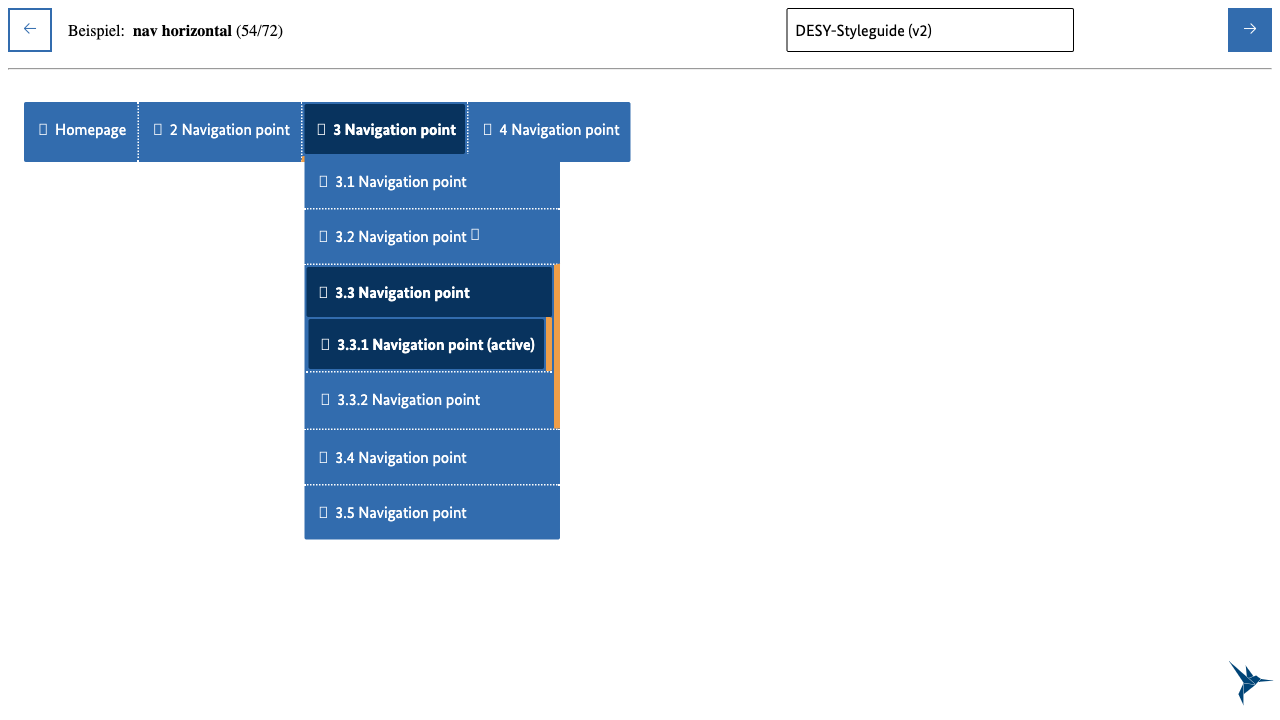 Beispiel: nav horizontal (54/72)
DESY-Styleguide (v2)
Homepage
2 Navigation point
3 Navigation point
4 Navigation point
3.1 Navigation point
3.2 Navigation point
3.3 Navigation point
3.3.1 Navigation point (active)
3.3.2 Navigation point
3.4 Navigation point
3.5 Navigation point